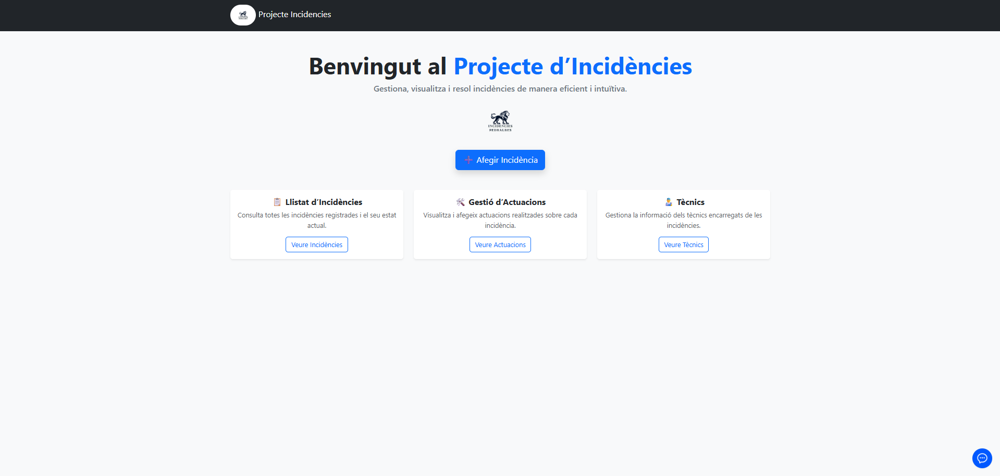 Projecte Incidencies
Benvingut al Projecte d’Incidències
Gestiona, visualitza i resol incidències de manera eficient i intuïtiva.
INCIDENCIES
PEDRALBES
Afegir Incidència
Llistat d’Incidències
Consulta totes les incidències registrades i el seu estat
actual.
Veure Incidències
Gestió d’Actuacions
Visualitza i afegeix actuacions realitzades sobre cada
incidència.
Veure Actuacions
Tècnics
Gestiona la informació dels tècnics encarregats de les
incidències.
Veure Tècnics